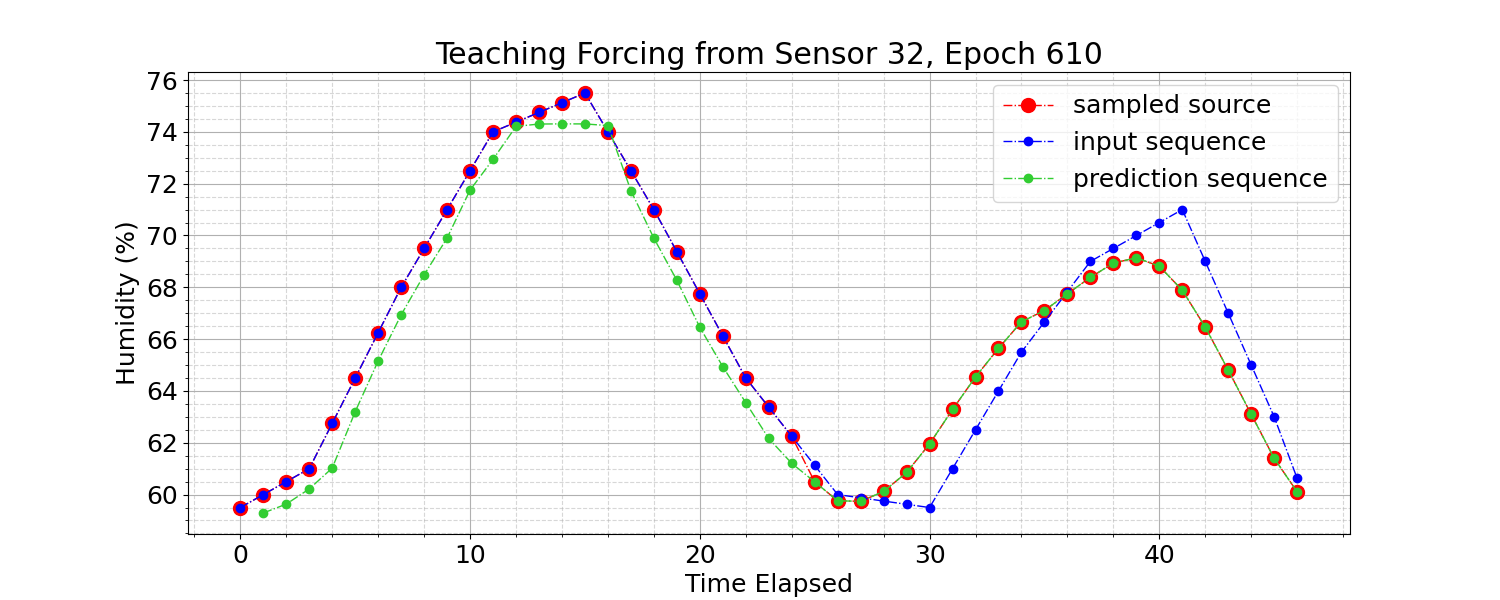 Teaching Forcing from Sensor 32, Epoch 610
76
74
72
70
68
66
64
62
60
Humidity (%)
sampled source
input sequence
prediction sequence
0 10 20 30 40
Time Elapsed